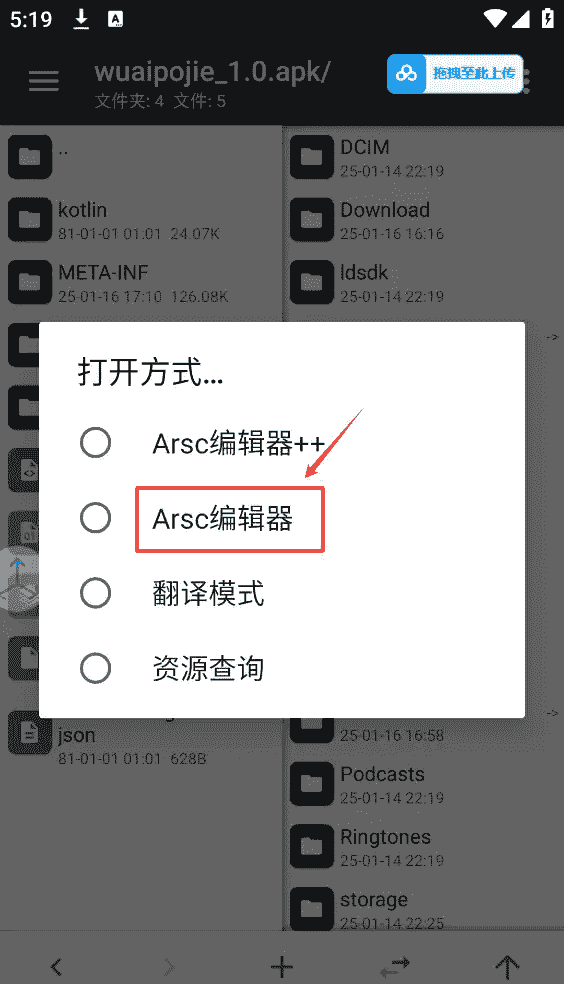 5:19
A
wuaipojie_1.0.apk/
文件夹: 4 文件: 5
拖拽至此上传
..
kotlin
81-01-01 01:01 24.07K
META-INF
25-01-16 17:10 126.08K
json
81-01-01 01:01 628B
DCIM
25-01-14 22:19
Download
25-01-16 16:16
ldsdk
25-01-14 22:19
->
打开方式...
Arsc编辑器++
Arsc编辑器
翻译模式
资源查询
->
25-01-16 16:58
Podcasts
25-01-14 22:19
Ringtones
25-01-14 22:19
storage
25-01-14 22:25